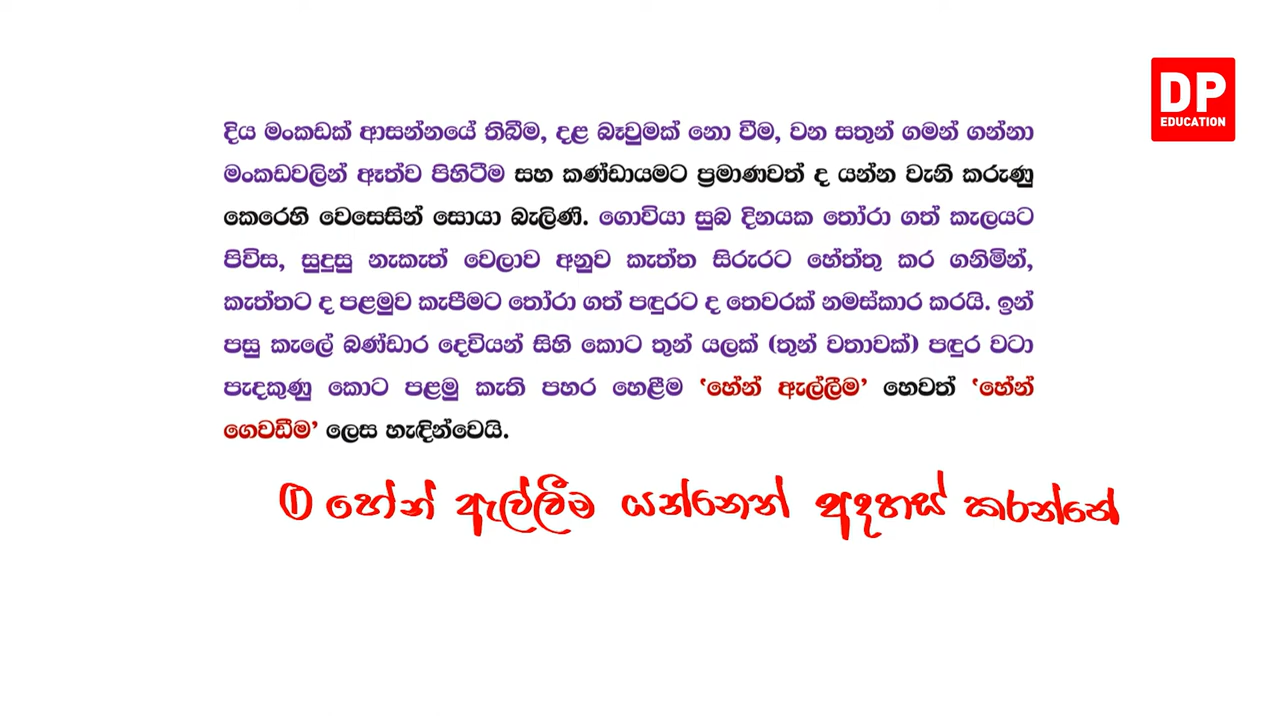 DP
EDUCATION
දිය මංකඩක් ආසන්නයේ තිබීම, දළ බෑවුමක් නො වීම, වන සතුන් ගමන් ගන්නා
මංකඩවලින් ඈත්ව පිහිටීම සහ කණ්ඩායමට ප්‍රමාණවත් ද යන්න වැනි කරුණු
කෙරෙහි වෙසෙසින් සොයා බැලිණි. ගොවියා සුබ දිනයක තෝරා ගත් කැලයට
පිවිස, සුදුසු නැකැත් වෙලාව අනුව කැත්ත සිරුරට හේත්තු කර ගනිමින්,
කැත්තට ද පළමුව කැපීමට තෝරා ගත් පඳුරට ද තෙවරක් නමස්කාර කරයි. ඉන්
පසු කැලේ බණ්ඩාර දෙවියන් සිහි කොට තුන් යලක් (තුන් වතාවක්) පඳුර වටා
පැදකුණු කොට පළමු කැති පහර හෙළීම ‘හේන් ඇල්ලීම’ හෙවත් ‘හේන්
ගෙවඩීම’ ලෙස හැඳින්වෙයි.
① හේන් ඇල්ලීම යන්නෙන් අදහස් කරන්නේ